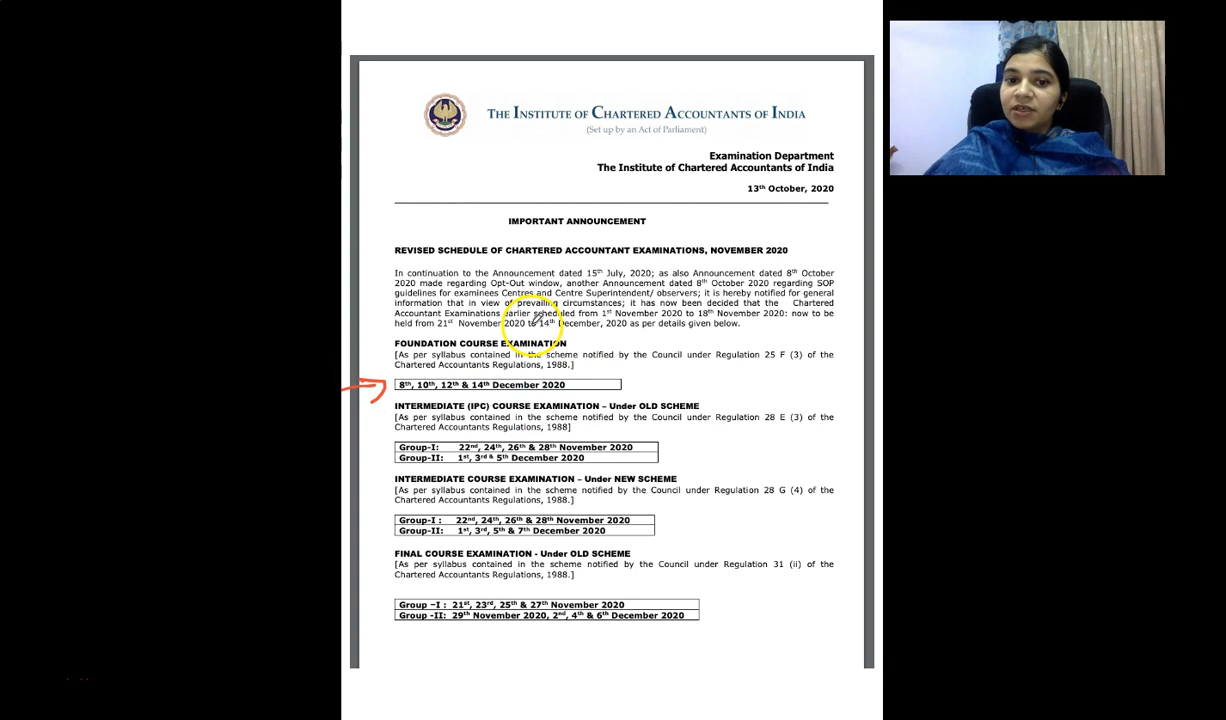 THE INSTITUTE OF CHARTERED ACCOUNTANTS OF INDIA
(Set up by an Act of Parliament)
Examination Department
The Institute of Chartered Accountants of India
13th October, 2020
IMPORTANT ANNOUNCEMENT
REVISED SCHEDULE OF CHARTERED ACCOUNTANT EXAMINATIONS, NOVEMBER 2020
In continuation to the Announcement dated 15th July, 2020; as also Announcement dated 8th October
2020 made regarding Opt-Out window, another Announcement dated 8th October 2020 regarding SOP
guidelines for examinees Centres and Centre Superintendent/ observers; it is hereby notified for general
information that in view of prevailing circumstances; it has now been decided that the Chartered
Accountant Examinations earlier scheduled from 1st November 2020 to 18th November 2020: now to be
held from 21st November 2020 to 14th December, 2020 as per details given below.
FOUNDATION COURSE EXAMINATION
[As per syllabus contained in the scheme notified by the Council under Regulation 25 F (3) of the
Chartered Accountants Regulations, 1988.]
8th, 10th, 12th & 14th December 2020
INTERMEDIATE (IPC) COURSE EXAMINATION – Under OLD SCHEME
[As per syllabus contained in the scheme notified by the Council under Regulation 28 E (3) of the
Chartered Accountants Regulations, 1988]
Group-I: 22nd, 24th, 26th & 28th November 2020
Group-II: 1st, 3rd & 5th December 2020
INTERMEDIATE COURSE EXAMINATION – Under NEW SCHEME
[As per syllabus contained in the scheme notified by the Council under Regulation 28 G (4) of the
Chartered Accountants Regulations, 1988.]
Group-I : 22nd, 24th, 26th & 28th November 2020
Group-II: 1st, 3rd, 5th & 7th December 2020
FINAL COURSE EXAMINATION - Under OLD SCHEME
[As per syllabus contained in the scheme notified by the Council under Regulation 31 (ii) of the
Chartered Accountants Regulations, 1988.]
Group –I : 21st, 23rd, 25th & 27th November 2020
Group -II: 29th November 2020, 2nd, 4th & 6th December 2020